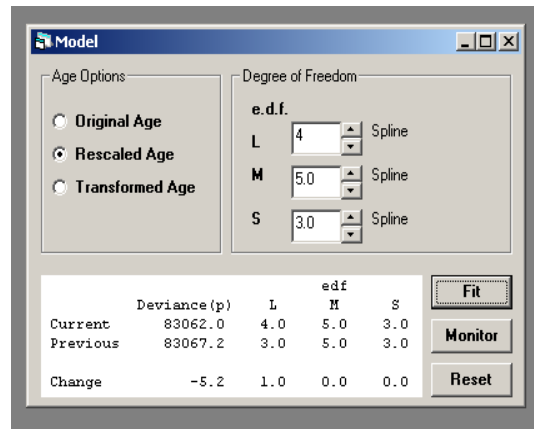 Model
Age Options
Original Age
Rescaled Age
Transformed Age
Degree of Freedom
e.d.f.
L 4 Spline
M 5.0 Spline
S 3.0 Spline
edf
Deviance(p) L M S
Current 83062.0 4.0 5.0 3.0
Previous 83067.2 3.0 5.0 3.0
Change -5.2 1.0 0.0 0.0
Fit
Monitor
Reset